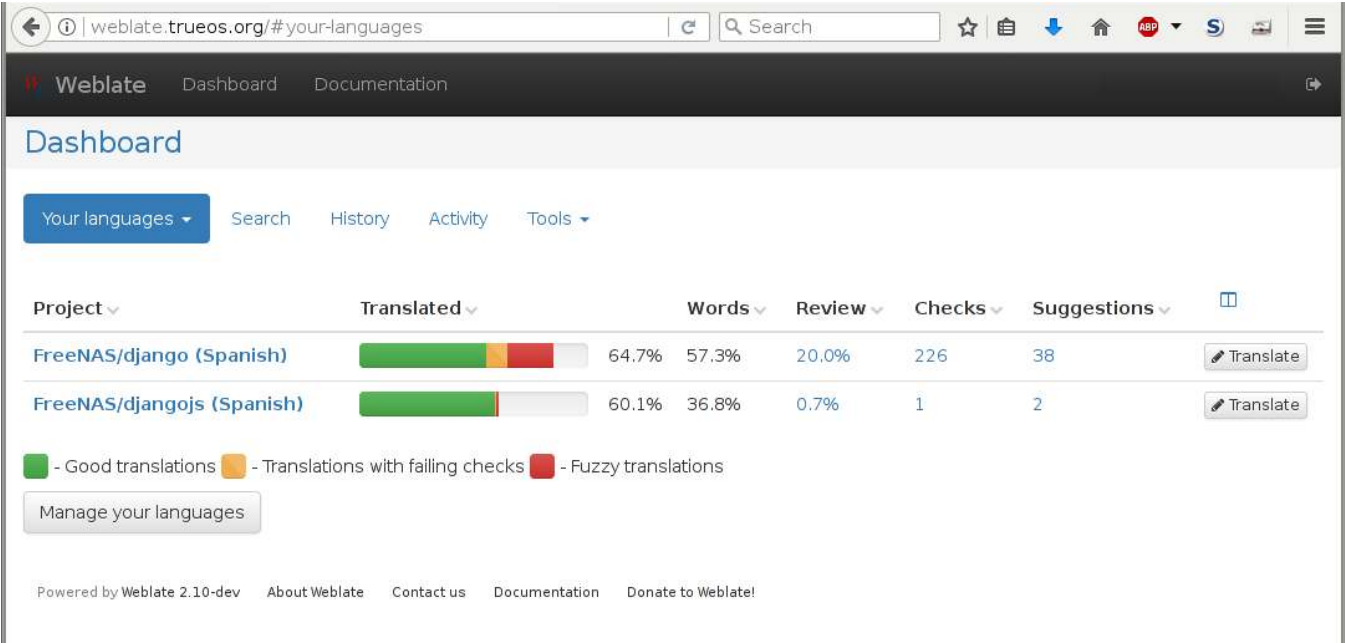 weblate.trueos.org/#your-languages Search ABP S
Weblate Dashboard Documentation
Dashboard
Your languages Search History Activity Tools
Project Translated Words Review Checks Suggestions
FreeNAS/django (Spanish) 64.7% 57.3% 20.0% 226 38 Translate
FreeNAS/djangojs (Spanish) 60.1% 36.8% 0.7% 1 2 Translate
- Good translations - Translations with failing checks - Fuzzy translations
Manage your languages
Powered by Weblate 2.10-dev About Weblate Contact us Documentation Donate to Weblate!